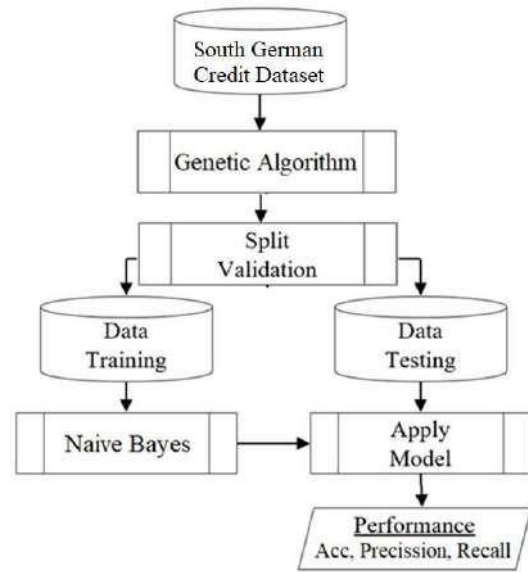 South German
Credit Dataset
Genetic Algorithm
Split
Validation
Data
Training
Data
Testing
Naive Bayes
Apply
Model
Performance
Acc, Precission, Recall